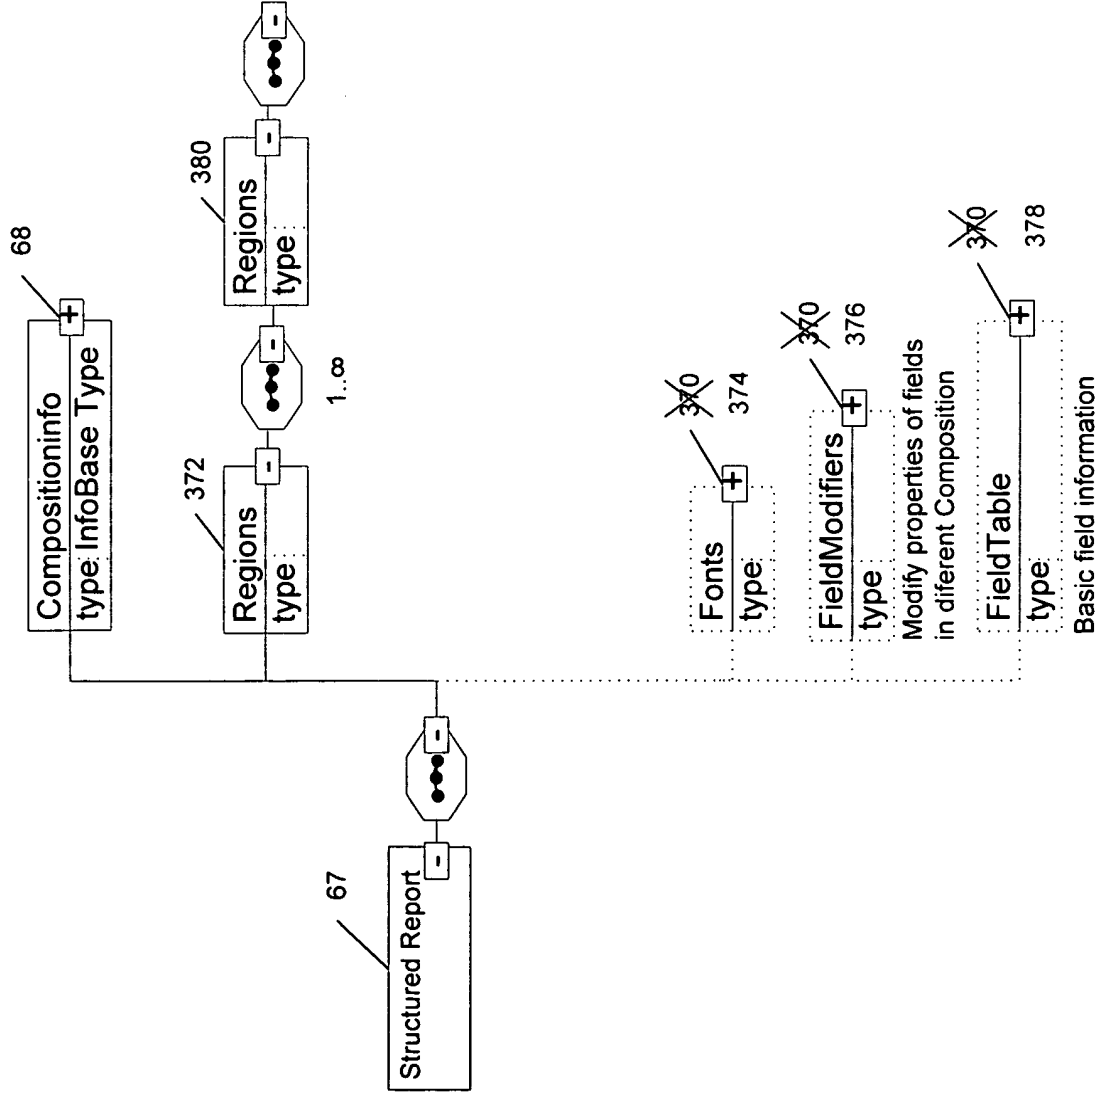 67
Structured Report
68
Compositioninfo
type InfoBase Type
372
Regions
type
1..∞
380
Regions
type
370
374
Fonts
type
370
376
FieldModifiers
type
Modify properties of fields
in diferent Composition
370
378
FieldTable
type
Basic field information